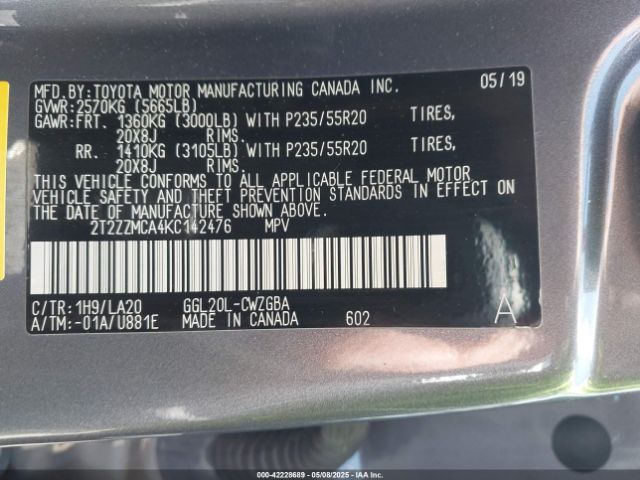 MFD.BY:TOYOTA MOTOR MANUFACTURING CANADA INC. 05/19
GVWR:2570KG (5665LB)
GAWR:FRT. 1360KG (3000LB) WITH P235/55R20 TIRES,
20X8J RIMS.
RR. 1410KG (3105LB) WITH P235/55R20 TIRES,
20X8J RIMS.
THIS VEHICLE CONFORMS TO ALL APPLICABLE FEDERAL MOTOR
VEHICLE SAFETY AND THEFT PREVENTION STANDARDS IN EFFECT ON
THE DATE OF MANUFACTURE SHOWN ABOVE.
2T2ZZMCA4KC142476 MPV
C/TR:1H9/LA20 GGL20L-CWZGBA
A/TM:-01A/U881E MADE IN CANADA 602 A
000-42228689 - 05/08/2025 - IAA Inc.